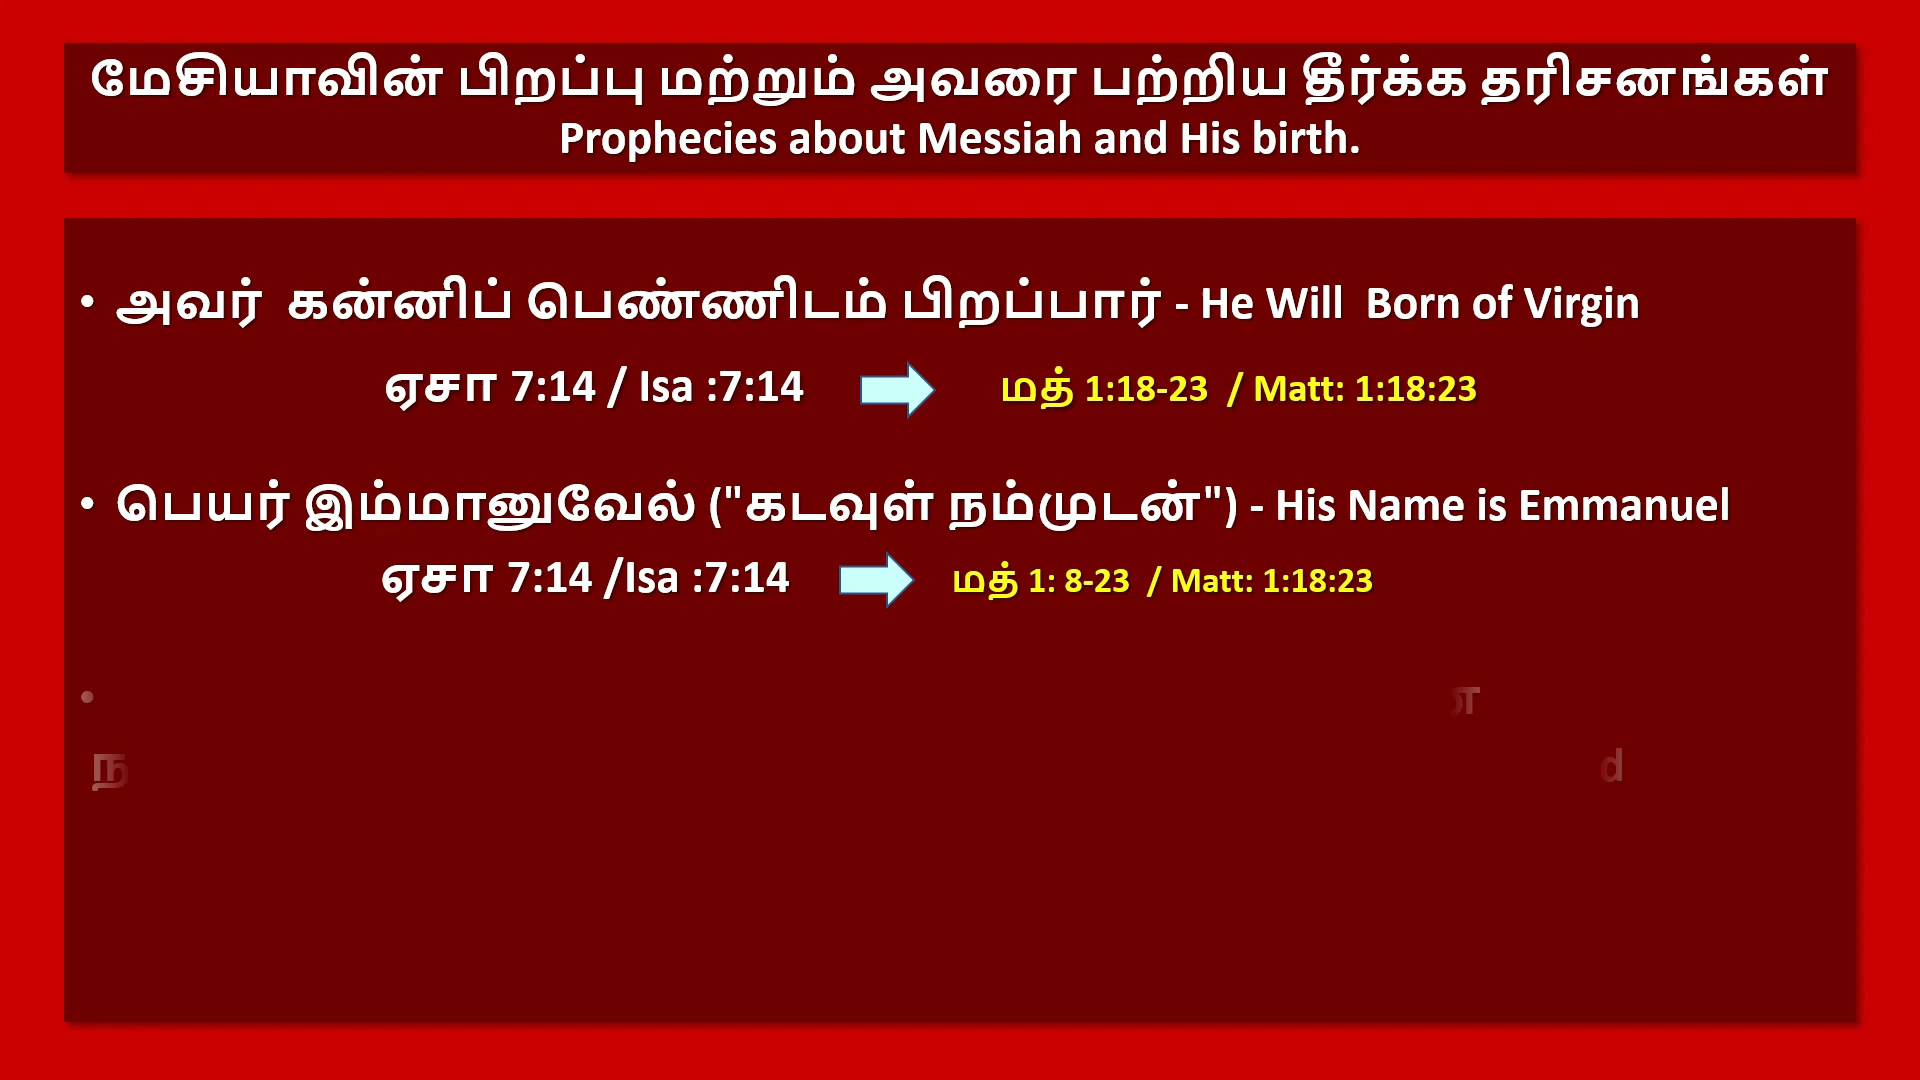 மேசியாவின் பிறப்பு மற்றும் அவரை பற்றிய தீர்க்க தரிசனங்கள்
Prophecies about Messiah and His birth.
• அவர் கன்னிப் பெண்ணிடம் பிறப்பார் - He Will Born of Virgin
ஏசா 7:14 / Isa :7:14 மத் 1:18-23 / Matt: 1:18:23
• பெயர் இம்மானுவேல் ("கடவுள் நம்முடன்") - His Name is Emmanuel
ஏசா 7:14 /Isa :7:14 மத் 1: 8-23 / Matt: 1:18:23